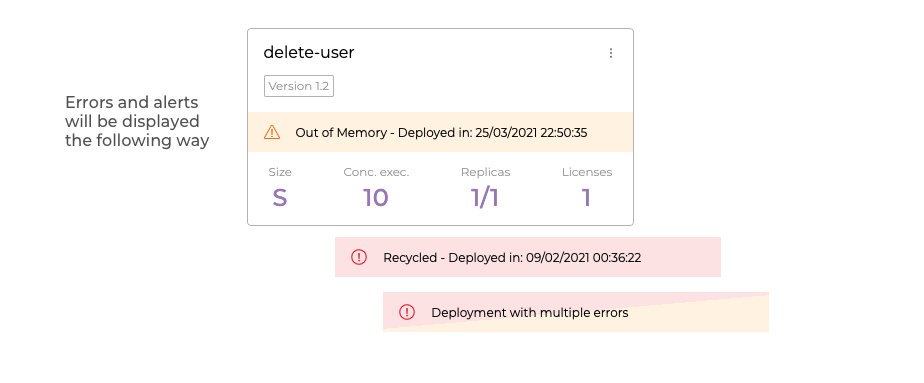 delete-user
Version 1.2
Errors and alerts
will be displayed
the following way
Out of Memory - Deployed in: 25/03/2021 22:50:35
Size Conc. exec. Replicas Licenses
S 10 1/1 1
Recycled - Deployed in: 09/02/2021 00:36:22
Deployment with multiple errors